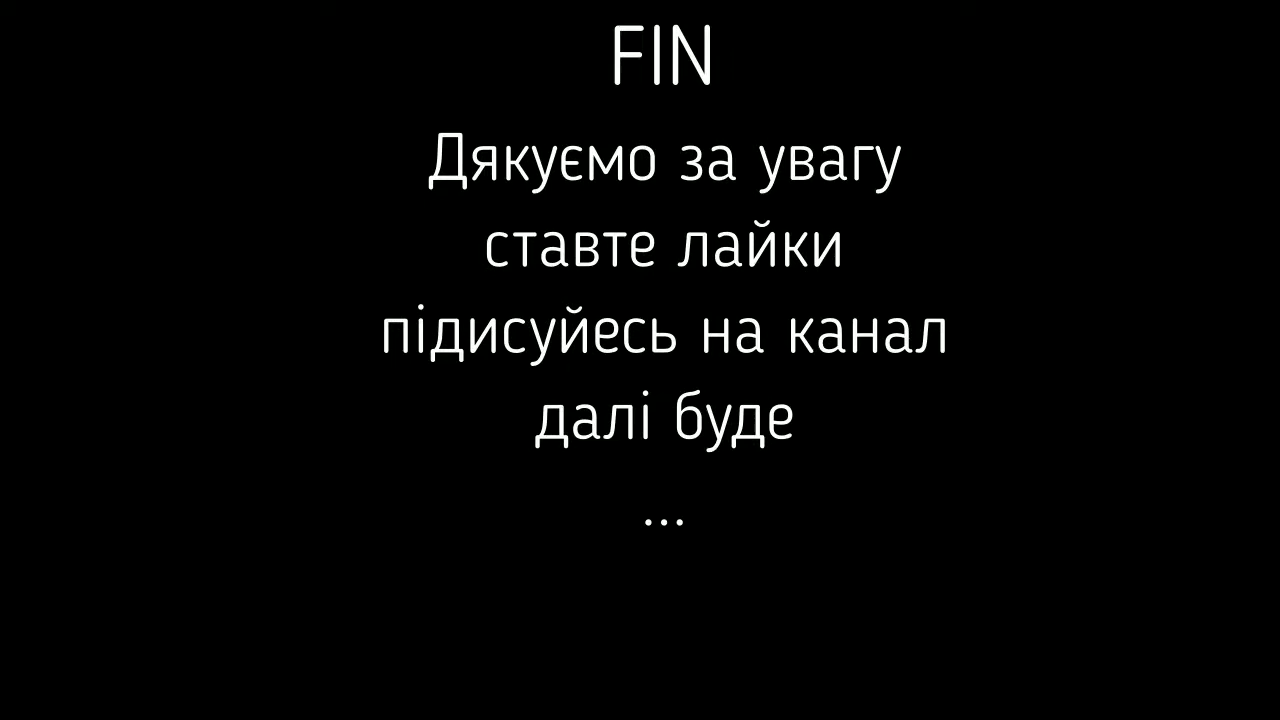 FIN
Дякуємо за увагу
ставте лайки
підисуйесь на канал
далі буде
...